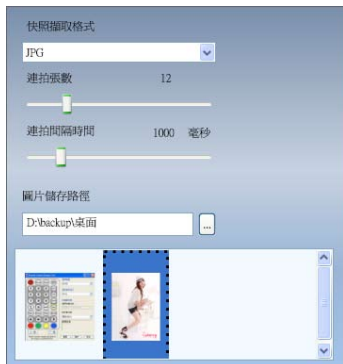 快照擷取格式
JPG
連拍張數 12
連拍間隔時間 1000 毫秒
圖片儲存路徑
D:\backup\桌面
...